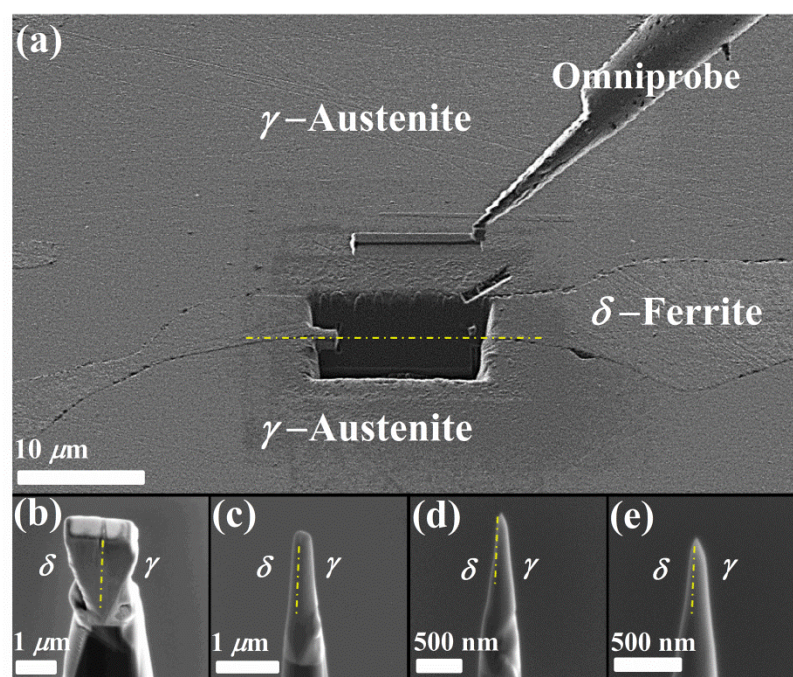 (a)
Omniprobe
γ–Austenite
δ–Ferrite
γ–Austenite
10 μm
(b)
δ
γ
1 μm
(c)
δ
γ
1 μm
(d)
δ
γ
500 nm
(e)
δ
γ
500 nm